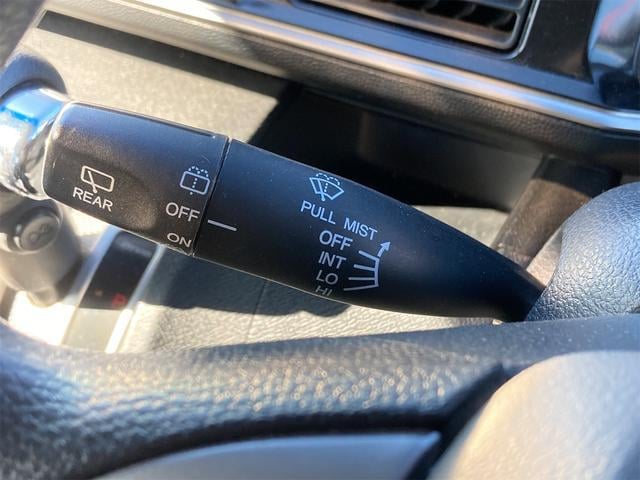 REAR
OFF
ON
PULL MIST
OFF
INT
LO
HI